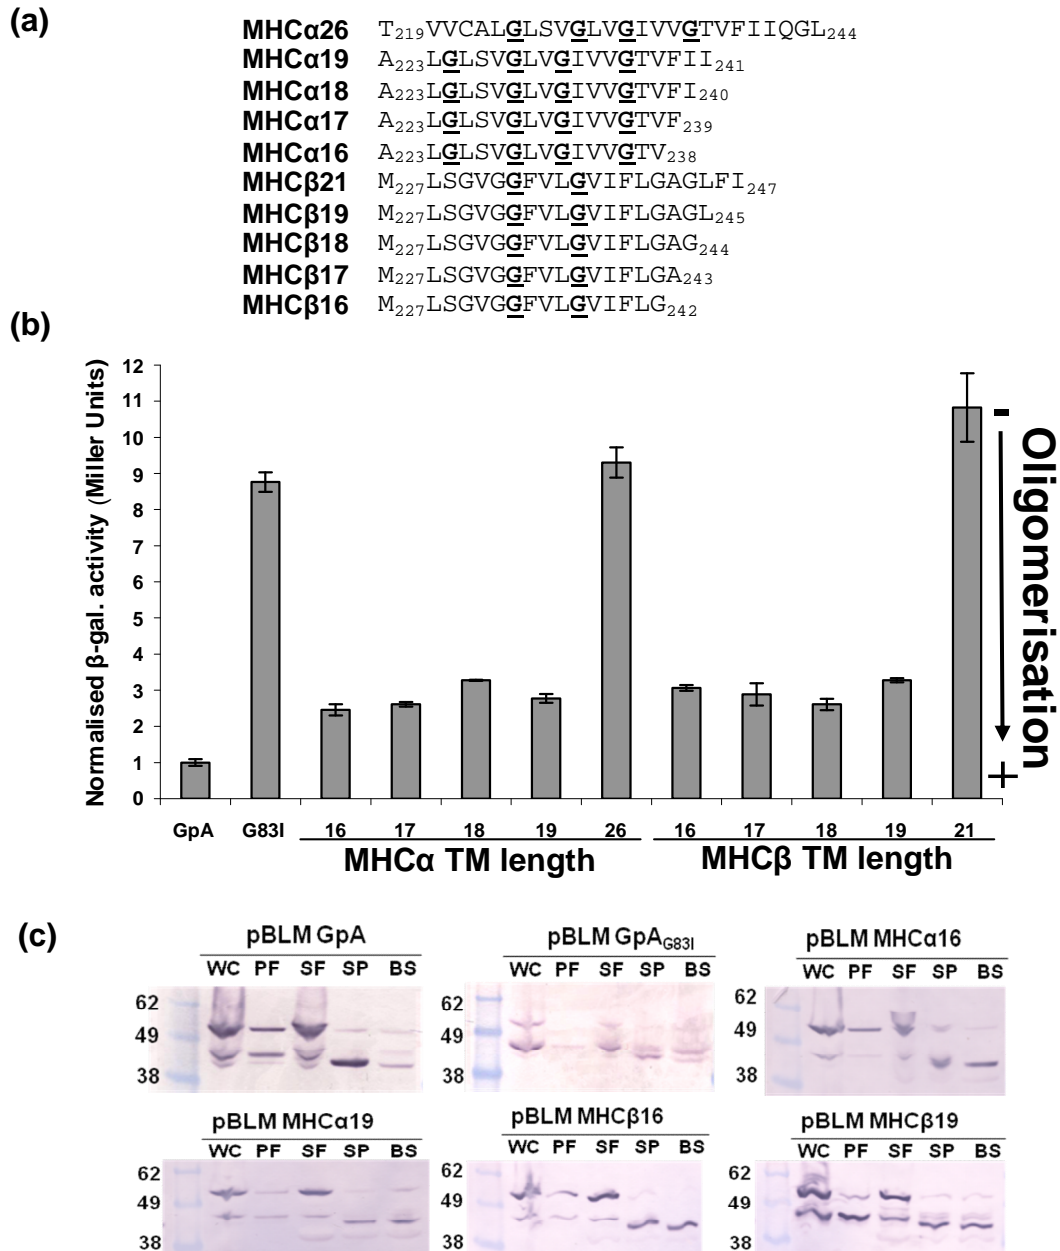 (a)
MHCα26 T219VVCALGLSVGLVGIVVGTVFIIQGL244
MHCα19 A223LGLSVGLVGIVVGTVFII241
MHCα18 A223LGLSVGLVGIVVGTVFI240
MHCα17 A223LGLSVGLVGIVVGTVF239
MHCα16 A223LGLSVGLVGIVVGTV238
MHCβ21 M227LSGVGGFVLGVIFLGAGLFI247
MHCβ19 M227LSGVGGFVLGVIFLGAGL245
MHCβ18 M227LSGVGGFVLGVIFLGAG244
MHCβ17 M227LSGVGGFVLGVIFLGA243
MHCβ16 M227LSGVGGFVLGVIFLG242
(b)
Normalised β-gal. activity (Miller Units)
12
11
10
9
8
7
6
5
4
3
2
1
0
GpA G83I 16 17 18 19 26 16 17 18 19 21
MHCα TM length MHCβ TM length
-
Oligomerisation
+
(c)
pBLM GpA
WC PF SF SP BS
62
49
38
pBLM GpAG83I
WC PF SF SP BS
62
49
38
pBLM MHCα16
WC PF SF SP BS
62
49
38
pBLM MHCα19
WC PF SF SP BS
62
49
38
pBLM MHCβ16
WC PF SF SP BS
62
49
38
pBLM MHCβ19
WC PF SF SP BS
62
49
38